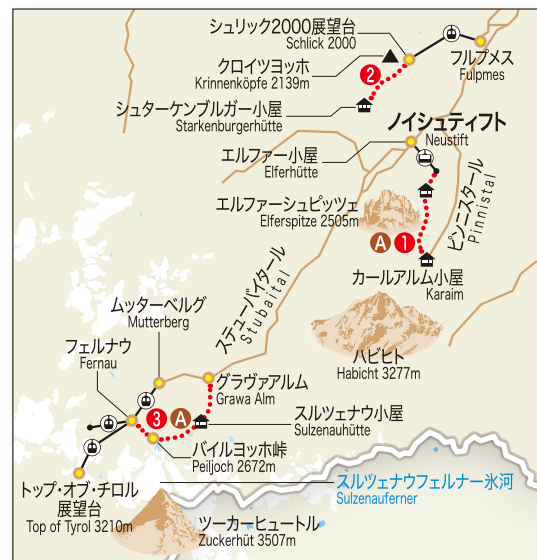 シュリック2000展望台
Schlick 2000
クロイツヨッホ
Krinnenköpfe 2139m
フルプメス
Fulpmes
2
シュターケンブルガー小屋
Starkenburgerhütte
ノイシュティフト
Neustift
エルファー小屋
Elferhütte
エルファーシュピッツェ
Elferspitze 2505m
ピンニスタール
Pinnistal
A 1
カールアルム小屋
Karaim
ステューバイタール
Stubaital
ムッターベルグ
Mutterberg
ハビヒト
Habicht 3277m
フェルナウ
Fernau
グラヴァアルム
Grawa Alm
3 A
スルツェナウ小屋
Sulzenauhütte
バイルヨッホ峠
Peiljoch 2672m
トップ・オブ・チロル
展望台
Top of Tyrol 3210m
スルツェナウフェルナー氷河
Sulzenauferner
ツーカーヒュートル
Zuckerhüt 3507m